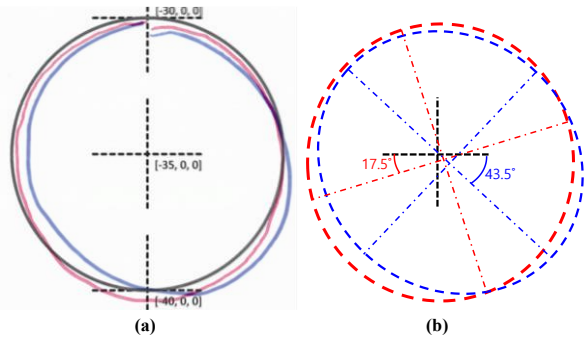 [-30, 0, 0]
[-35, 0, 0]
[-40, 0, 0]
17.5°
43.5°
(a)
(b)